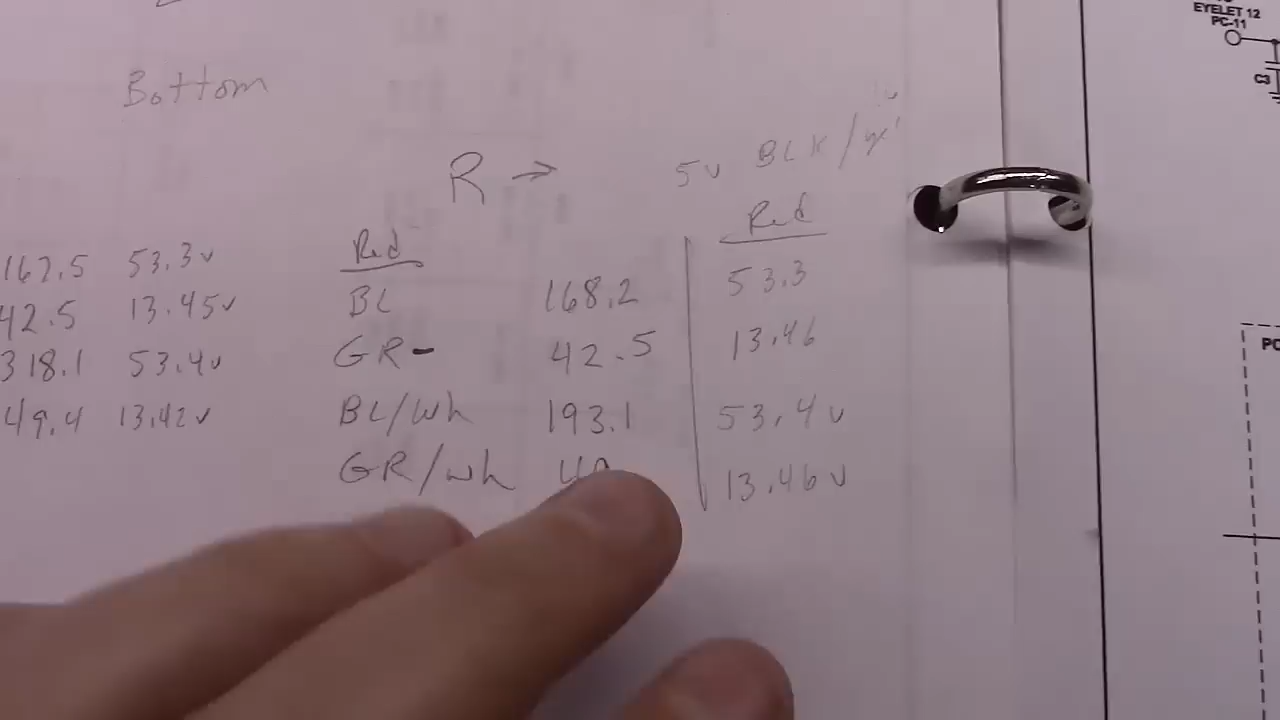 EYELET 12
PC-11
C3
Bottom
R →
5v BLK/
Red
Red
167.5 53.3v
BL 168.2 53.3
42.5 13.45v
GR- 42.5 13.46
318.1 53.4v
BL/Wh 193.1 53.4v
49.4 13.42v
GR/wh 13.46v
PC